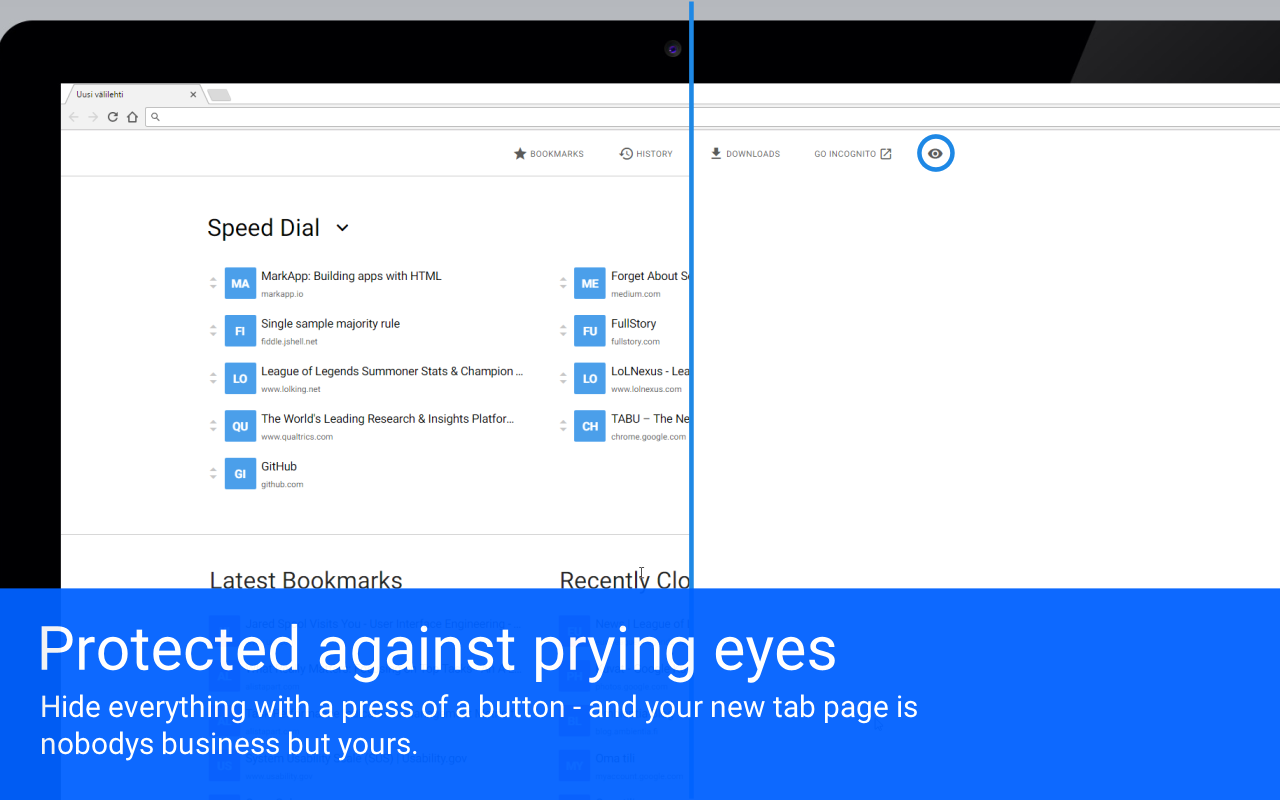 Uusi välilehti
BOOKMARKS HISTORY DOWNLOADS GO INCOGNITO
Speed Dial
MA MarkApp: Building apps with HTML
markapp.io
FI Single sample majority rule
fiddle.jshell.net
LO League of Legends Summoner Stats & Champion ...
www.lolking.net
QU The World's Leading Research & Insights Platfor...
www.qualtrics.com
GI GitHub
github.com
ME Forget About S
medium.com
FU FullStory
fullstory.com
LO LoLNexus - Lea
www.lolnexus.com
CH TABU – The Ne
chrome.google.com
Latest Bookmarks
Recently Clo
Protected against prying eyes
Hide everything with a press of a button - and your new tab page is
nobodys business but yours.